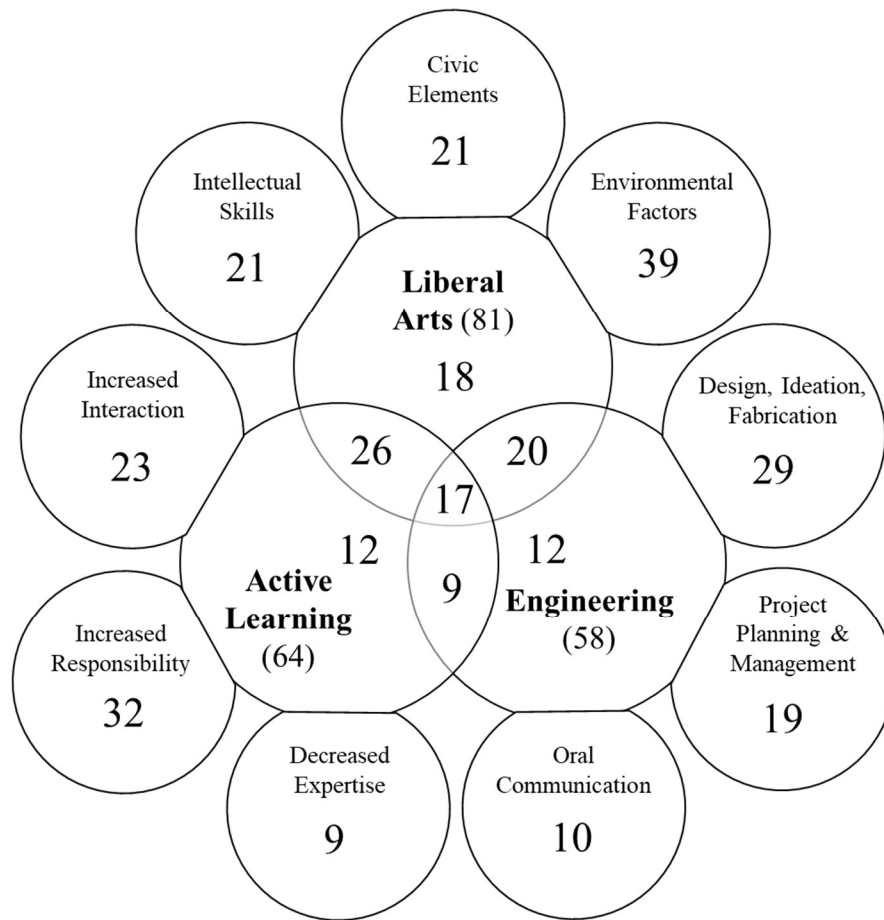 Civic
Elements
21
Intellectual
Skills
21
Environmental
Factors
39
Liberal
Arts (81)
18
Increased
Interaction
23
Design, Ideation,
Fabrication
29
26
20
17
12
9
12
Active
Learning
(64)
Engineering
(58)
Increased
Responsibility
32
Project
Planning &
Management
19
Decreased
Expertise
9
Oral
Communication
10